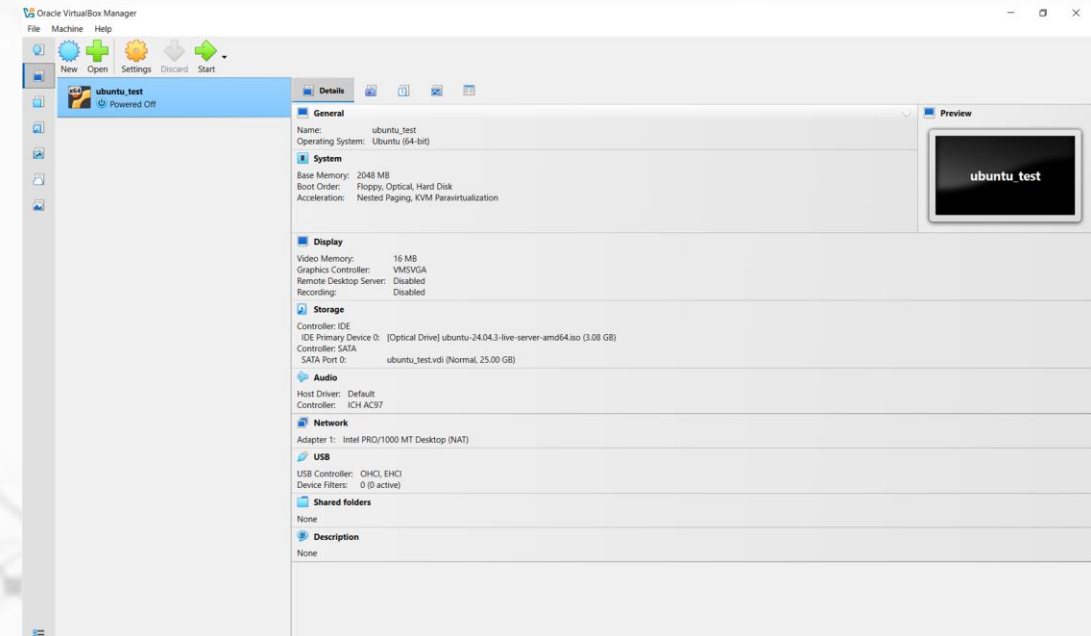 Oracle VirtualBox Manager
File Machine Help
New Open Settings Discard Start
x64
ubuntu_test
Powered Off
Details
General
Name: ubuntu_test
Operating System: Ubuntu (64-bit)
System
Base Memory: 2048 MB
Boot Order: Floppy, Optical, Hard Disk
Acceleration: Nested Paging, KVM Paravirtualization
Preview
ubuntu_test
Display
Video Memory: 16 MB
Graphics Controller: VMSVGA
Remote Desktop Server: Disabled
Recording: Disabled
Storage
Controller: IDE
IDE Primary Device 0: [Optical Drive] ubuntu-24.04.3-live-server-amd64.iso (3.08 GB)
Controller: SATA
SATA Port 0: ubuntu_test.vdi (Normal, 25.00 GB)
Audio
Host Driver: Default
Controller: ICH AC97
Network
Adapter 1: Intel PRO/1000 MT Desktop (NAT)
USB
USB Controller: OHCI, EHCI
Device Filters: 0 (0 active)
Shared folders
None
Description
None